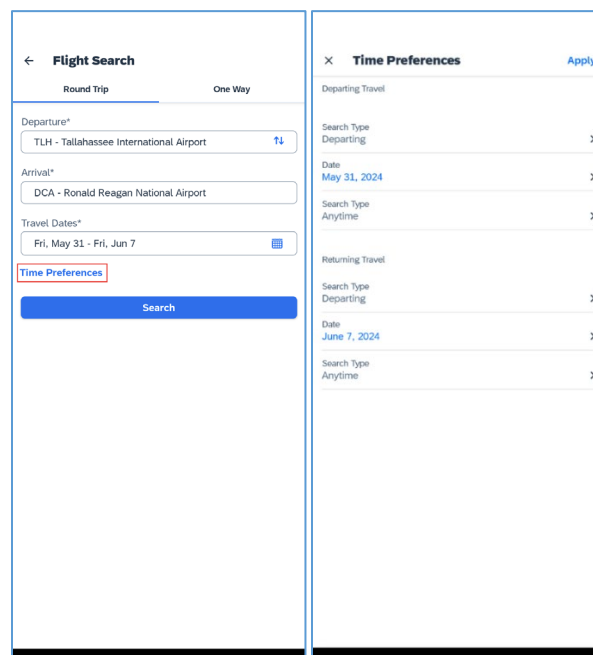 Flight Search
Round Trip
One Way
Departure*
TLH - Tallahassee International Airport
Arrival*
DCA - Ronald Reagan National Airport
Travel Dates*
Fri, May 31 - Fri, Jun 7
Time Preferences
Search
Time Preferences
Apply
Departing Travel
Search Type
Departing
Date
May 31, 2024
Search Type
Anytime
Returning Travel
Search Type
Departing
Date
June 7, 2024
Search Type
Anytime